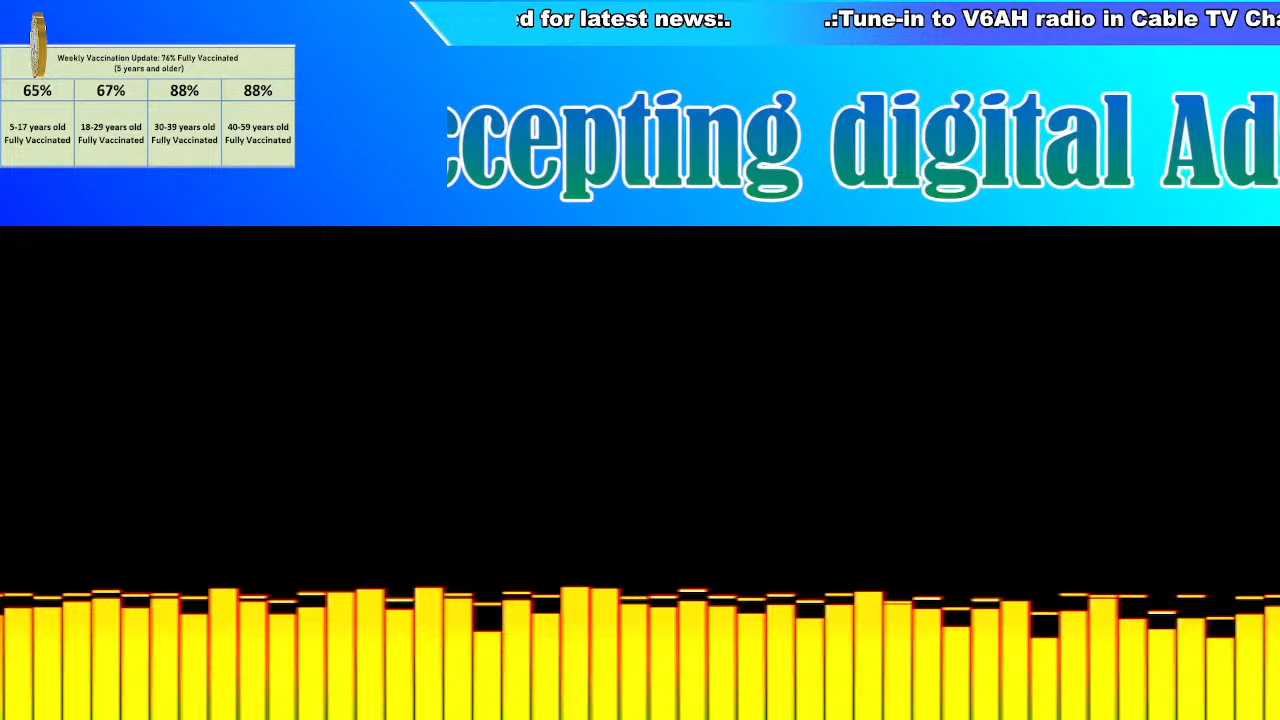 d for latest news:. .:Tune-in to V6AH radio in Cable TV Cha
Weekly Vaccination Update: 76% Fully Vaccinated
(5 years and older)
65% 67% 88% 88%
5-17 years old 18-29 years old 30-39 years old 40-59 years old
Fully Vaccinated Fully Vaccinated Fully Vaccinated Fully Vaccinated
ccepting digital Ad